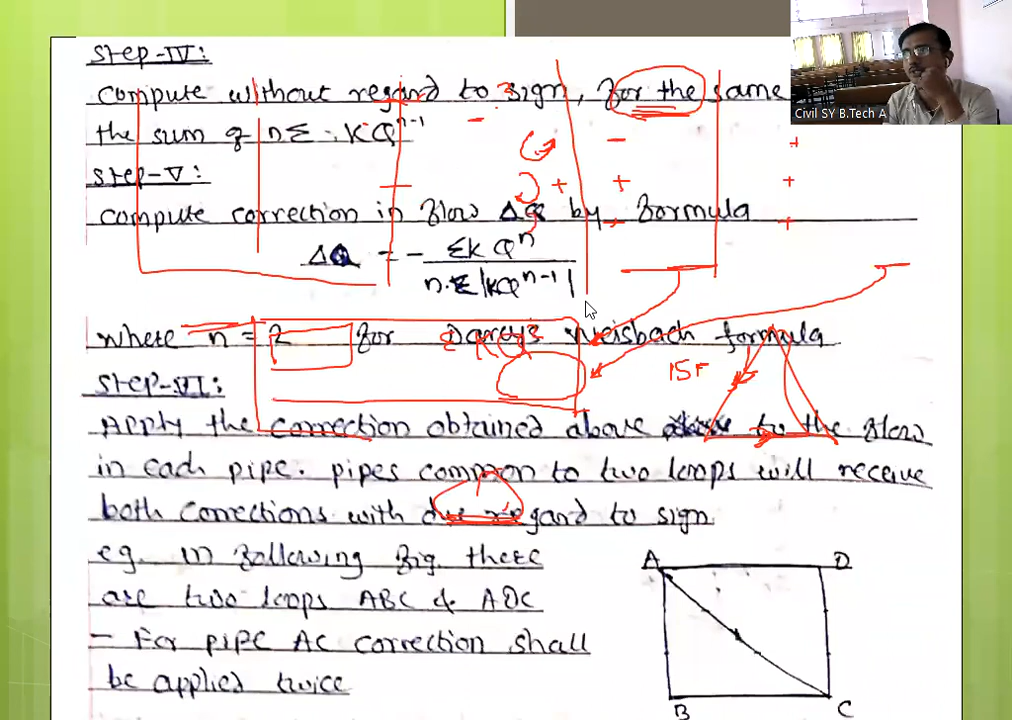 Step-IV:
compute without regard to sign, for the same
the sum of n Σ KQ^n-1
Step-V:
compute correction in flow ΔQ by formula
ΔQ = - ΣKQ^n / n.Σ|KQ^n-1|
where n = 2 for Darcy's Weisbach formula
Step-VI:
Apply the correction obtained above to the flow
in each pipe. pipes common to two loops will receive
both corrections with due regard to sign.
eg. in following fig. there
are two loops ABC & ADC
- For pipe AC correction shall
be applied twice
A D
B C
Civil SY B.Tech A